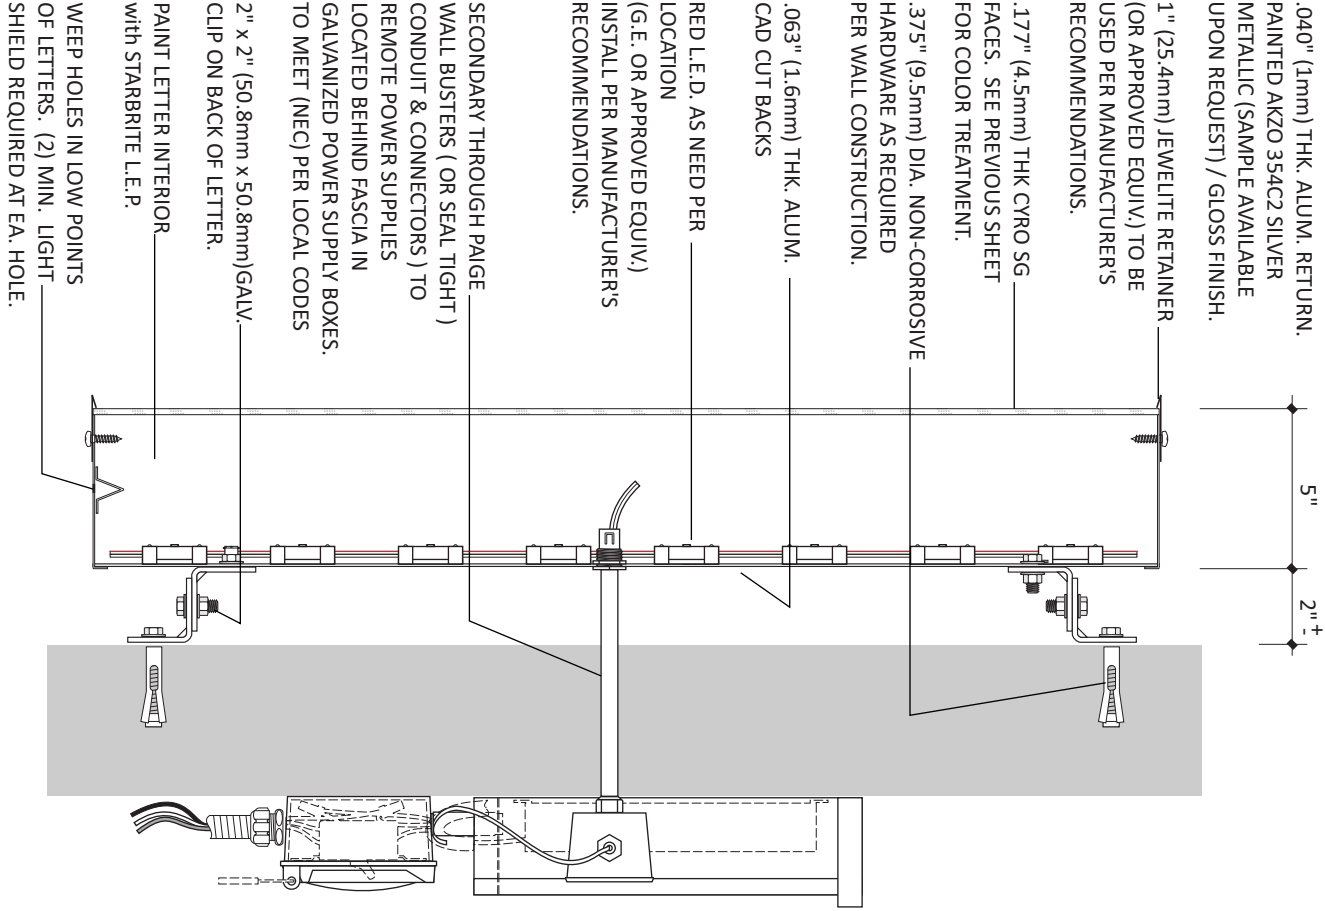 .040" (1mm) THK. ALUM. RETURN.
PAINTED AKZO 354C2 SILVER
METALLIC (SAMPLE AVAILABLE
UPON REQUEST) / GLOSS FINISH.
1" (25.4mm) JEWELITE RETAINER
(OR APPROVED EQUIV.) TO BE
USED PER MANUFACTURER'S
RECOMMENDATIONS.
.177" (4.5mm) THK CYRO SG
FACES. SEE PREVIOUS SHEET
FOR COLOR TREATMENT.
.375" (9.5mm) DIA. NON-CORROSIVE
HARDWARE AS REQUIRED
PER WALL CONSTRUCTION.
.063" (1.6mm) THK. ALUM.
CAD CUT BACKS
RED L.E.D. AS NEED PER
LOCATION
(G.E. OR APPROVED EQUIV.)
INSTALL PER MANUFACTURER'S
RECOMMENDATIONS.
SECONDARY THROUGH PAIGE
WALL BUSTERS ( OR SEAL TIGHT )
CONDUIT & CONNECTORS ) TO
REMOTE POWER SUPPLIES
LOCATED BEHIND FASCIA IN
GALVANIZED POWER SUPPLY BOXES.
TO MEET (NEC) PER LOCAL CODES
2" x 2" (50.8mm x 50.8mm)GALV.
CLIP ON BACK OF LETTER.
PAINT LETTER INTERIOR
with STARBRITE L.E.P.
WEEP HOLES IN LOW POINTS
OF LETTERS. (2) MIN. LIGHT
SHIELD REQUIRED AT EA. HOLE.
5"
2" +
-